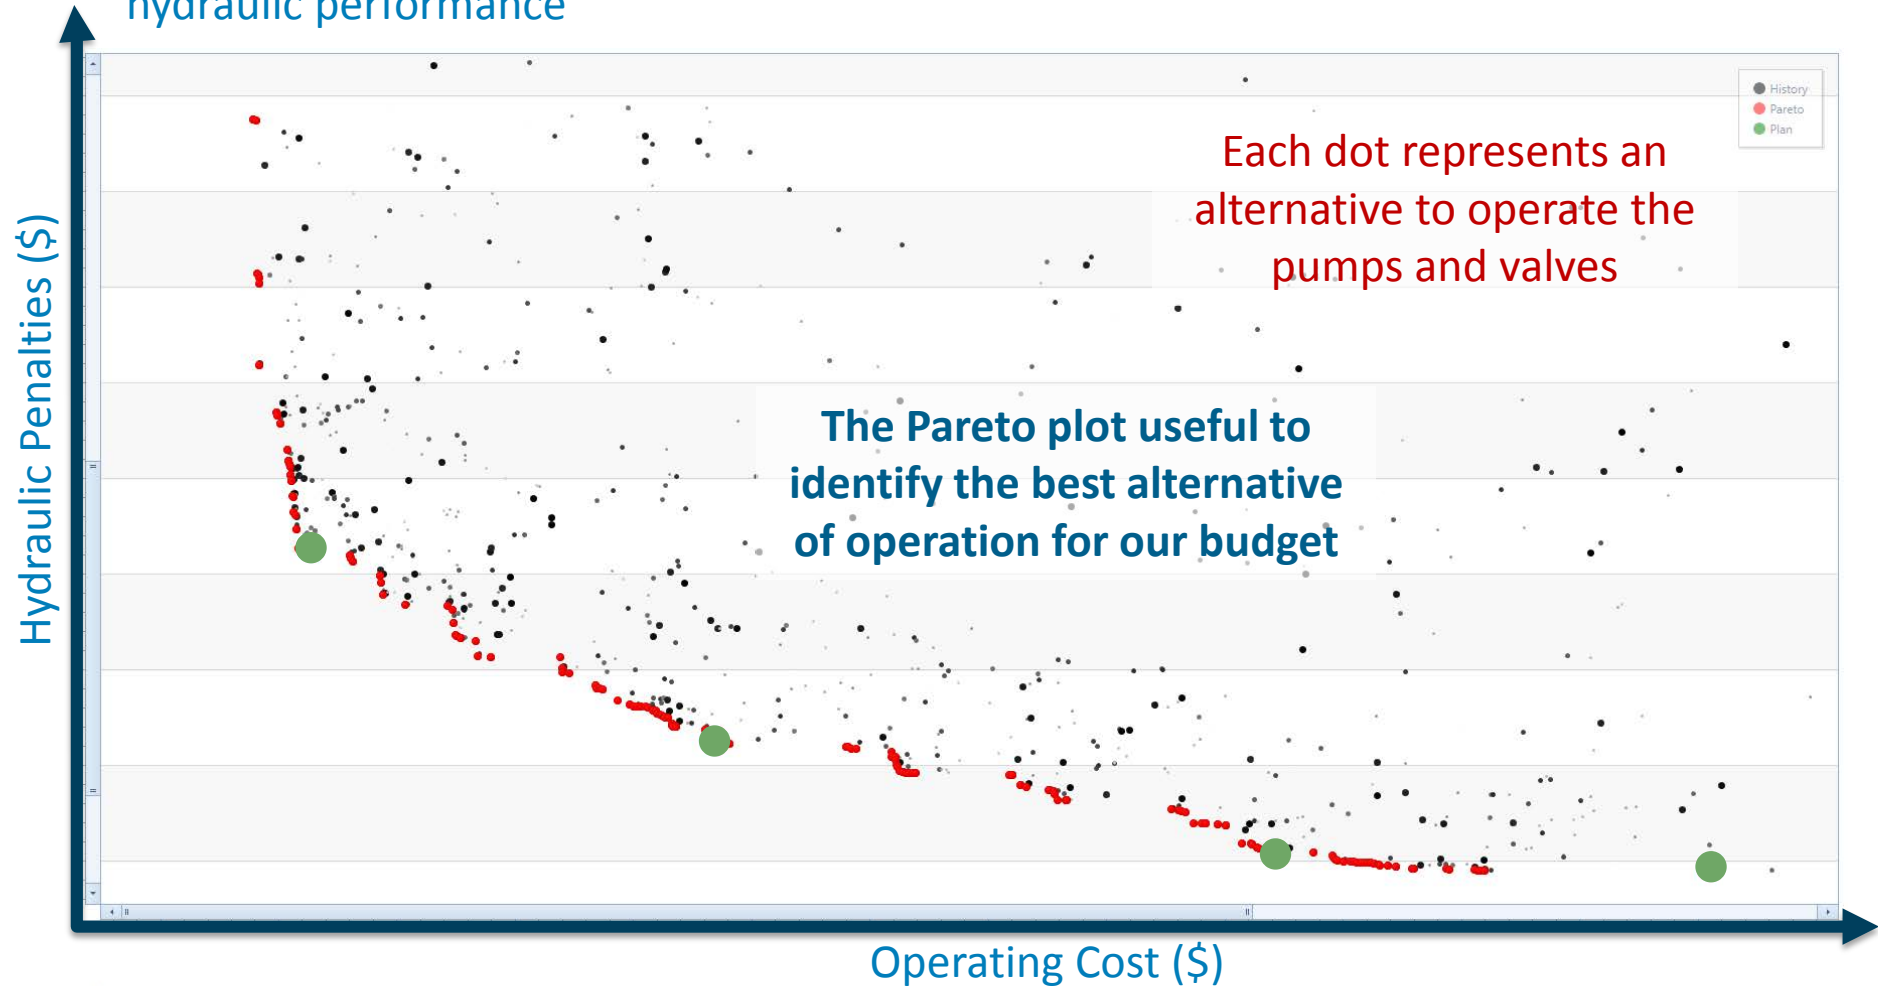 hydraulic performance
History
Pareto
Plan
Each dot represents an
alternative to operate the
pumps and valves
Hydraulic Penalties ($)
The Pareto plot useful to
identify the best alternative
of operation for our budget
Operating Cost ($)